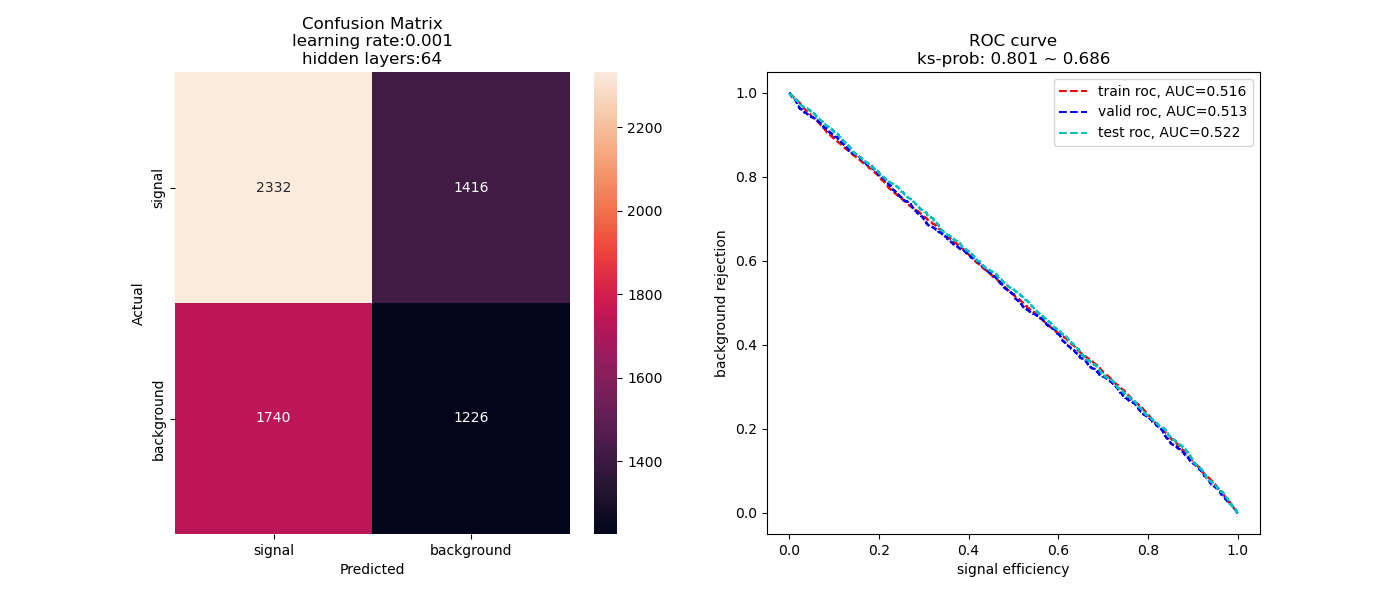 Confusion Matrix
learning rate:0.001
hidden layers:64
signal
background
Actual
2332
1416
1740
1226
signal
background
Predicted
2200
2000
1800
1600
1400
ROC curve
ks-prob: 0.801 ~ 0.686
train roc, AUC=0.516
valid roc, AUC=0.513
test roc, AUC=0.522
background rejection
1.0
0.8
0.6
0.4
0.2
0.0
0.0
0.2
0.4
0.6
0.8
1.0
signal efficiency